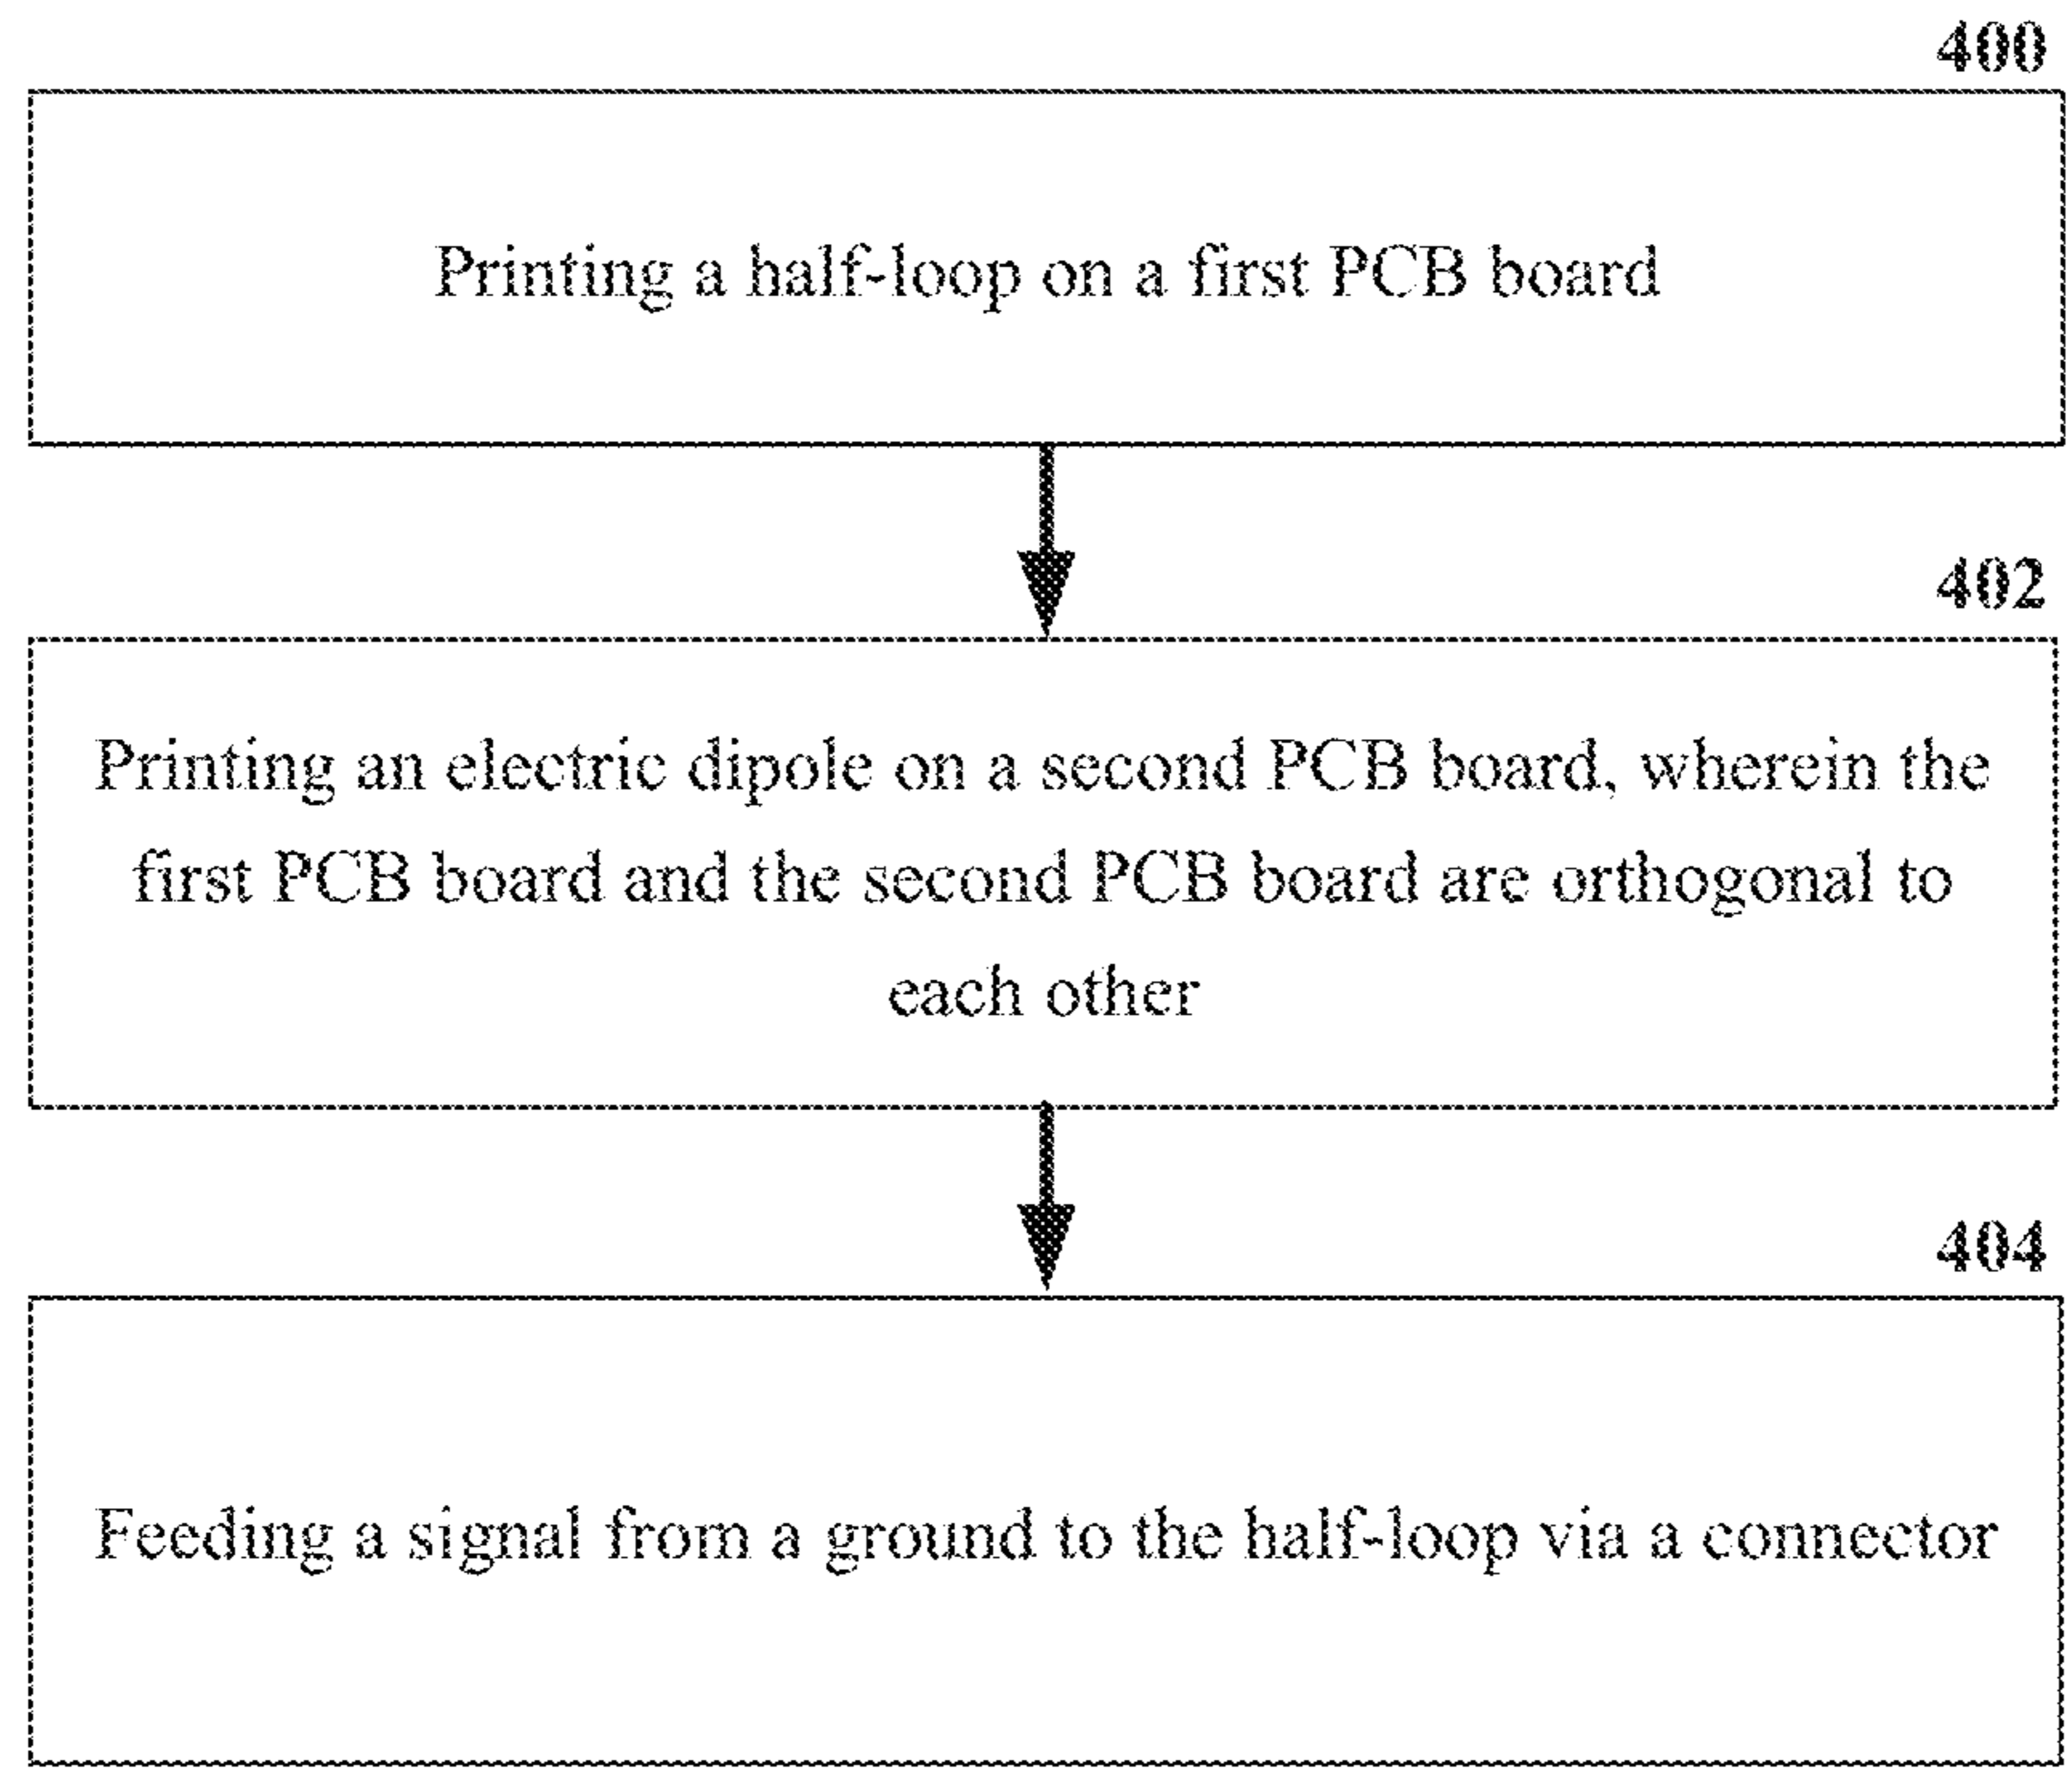 400
Printing a half-loop on a first PCB board
402
Printing an electric dipole on a second PCB board, wherein the
first PCB board and the second PCB board are orthogonal to
each other
404
Feeding a signal from a ground to the half-loop via a connector